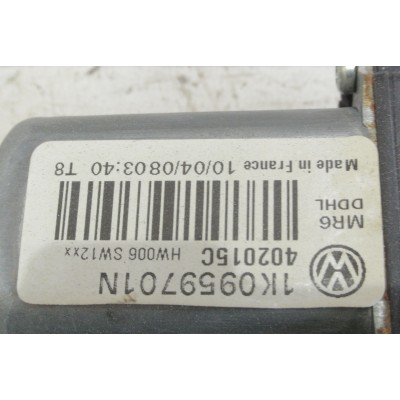 1K0959701N
402015C
HW006 SW12xx
MR6
DDHL
Made in France 10/04/0803:40 T8